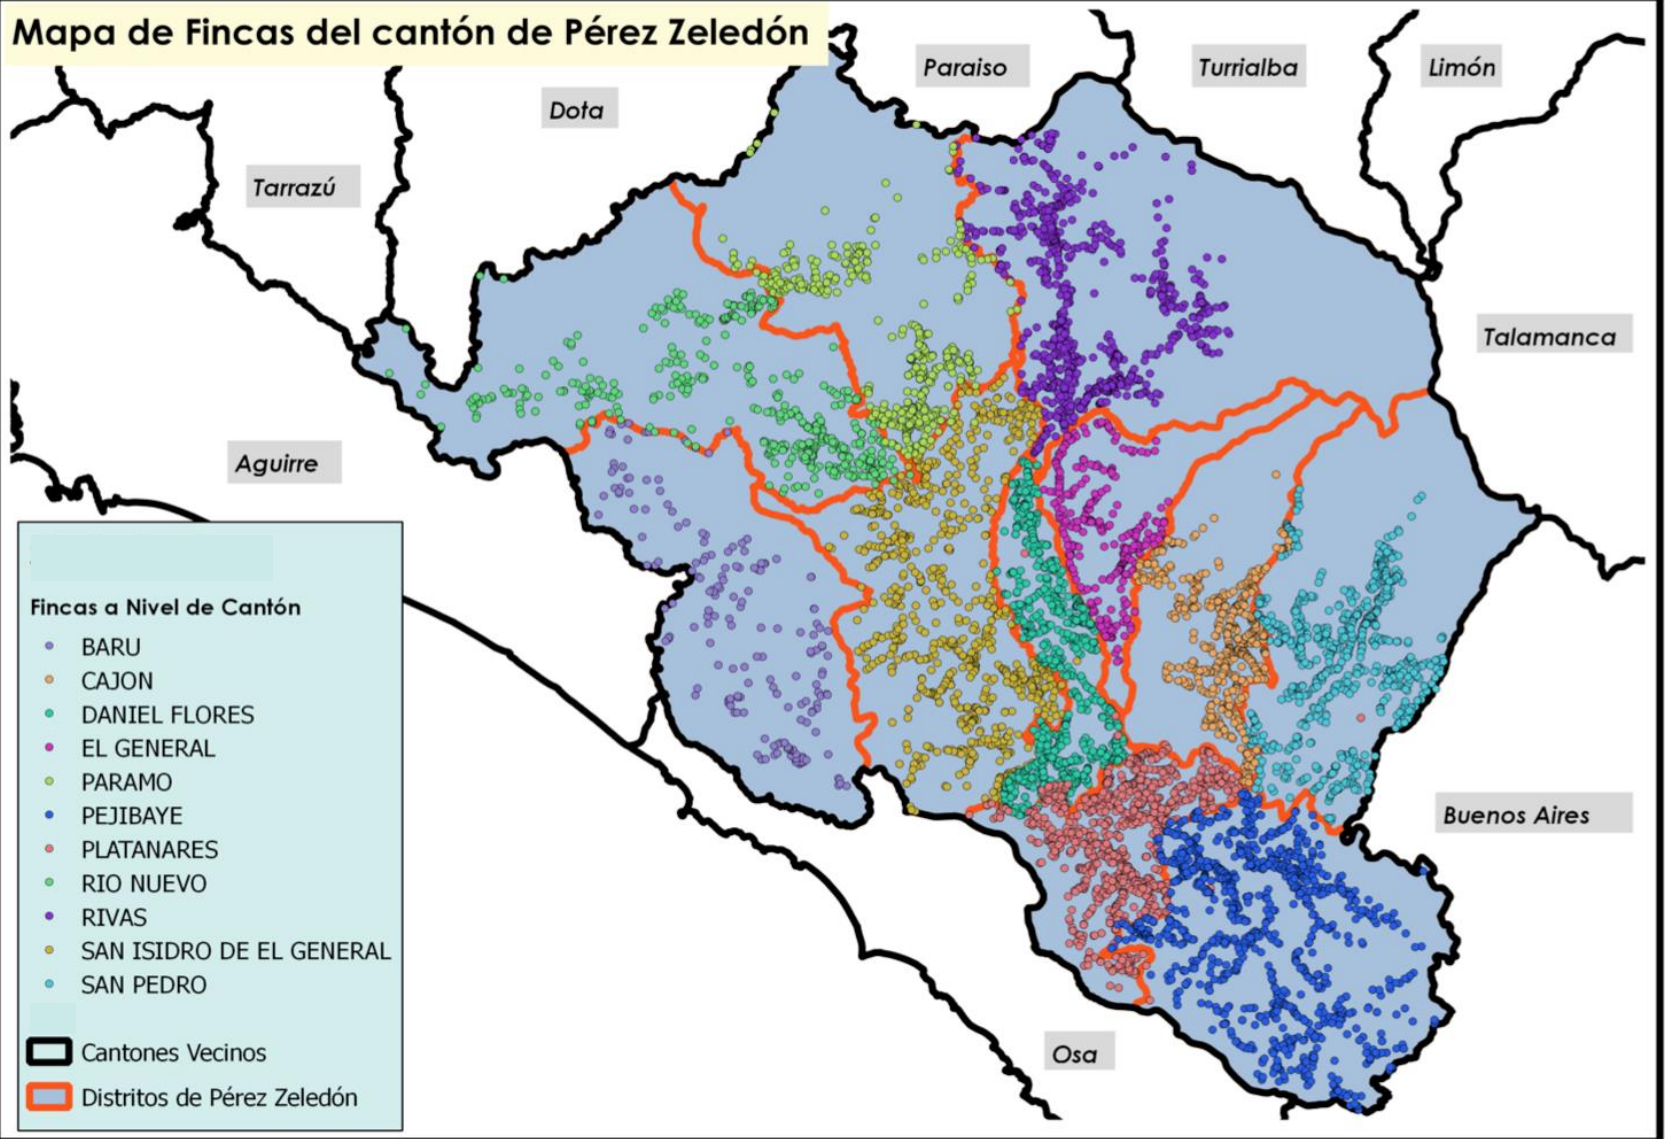 Mapa de Fincas del cantón de Pérez Zeledón
Paraiso
Turrialba
Limón
Dota
Tarrazú
Talamanca
Aguirre
Buenos Aires
Osa
Fincas a Nivel de Cantón
BARU
CAJON
DANIEL FLORES
EL GENERAL
PARAMO
PEJIBAYE
PLATANARES
RIO NUEVO
RIVAS
SAN ISIDRO DE EL GENERAL
SAN PEDRO
Cantones Vecinos
Distritos de Pérez Zeledón